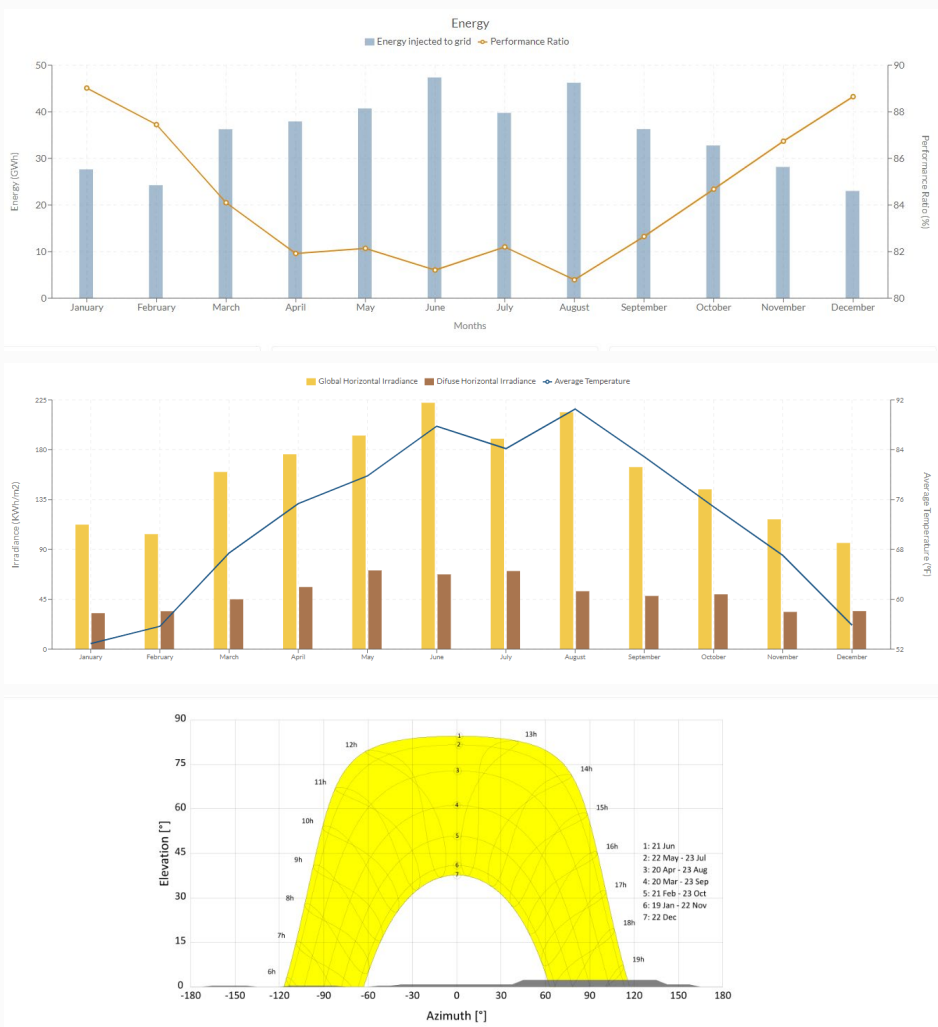 Energy
Energy injected to grid Performance Ratio
50 90
40 88
30 86
20 84
10 82
0 80
Energy (GWh)
Performance Ratio (%)
January February March April May June July August September October November December
Months
Global Horizontal Irradiance Difuse Horizontal Irradiance Average Temperature
225 92
180 84
135 76
90 68
45 60
0 52
Irradiance (KWh/m2)
Average Temperature (°F)
January February March April May June July August September October November December
90
75
60
45
30
15
0
Elevation [°]
12h
11h
10h
9h
8h
7h
6h
1
2
3
4
5
6
7
13h
14h
15h
16h
17h
18h
19h
1: 21 Jun
2: 22 May - 23 Jul
3: 20 Apr - 23 Aug
4: 20 Mar - 23 Sep
5: 21 Feb - 23 Oct
6: 19 Jan - 22 Nov
7: 22 Dec
-180 -150 -120 -90 -60 -30 0 30 60 90 120 150 180
Azimuth [°]